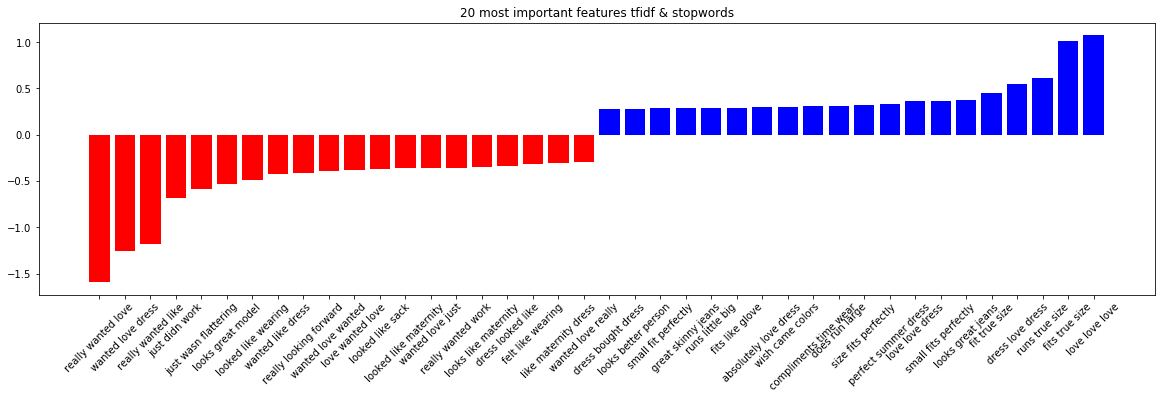 20 most important features tfidf & stopwords
1.0
0.5
0.0
−0.5
−1.0
−1.5
really wanted love
wanted love dress
really wanted like
just didn work
just wasn flattering
looks great model
looked like wearing
wanted like dress
really looking forward
wanted love wanted
love wanted love
looked like sack
looked like maternity
wanted love just
really wanted work
looks like maternity
dress looked like
felt like wearing
like maternity dress
wanted love really
dress bought dress
looks better person
small fit perfectly
great skinny jeans
runs little big
fits like glove
absolutely love dress
wish came colors
compliments time wear
does run large
size fits perfectly
perfect summer dress
love love dress
small fits perfectly
looks great jeans
fit true size
dress love dress
runs true size
fits true size
love love love